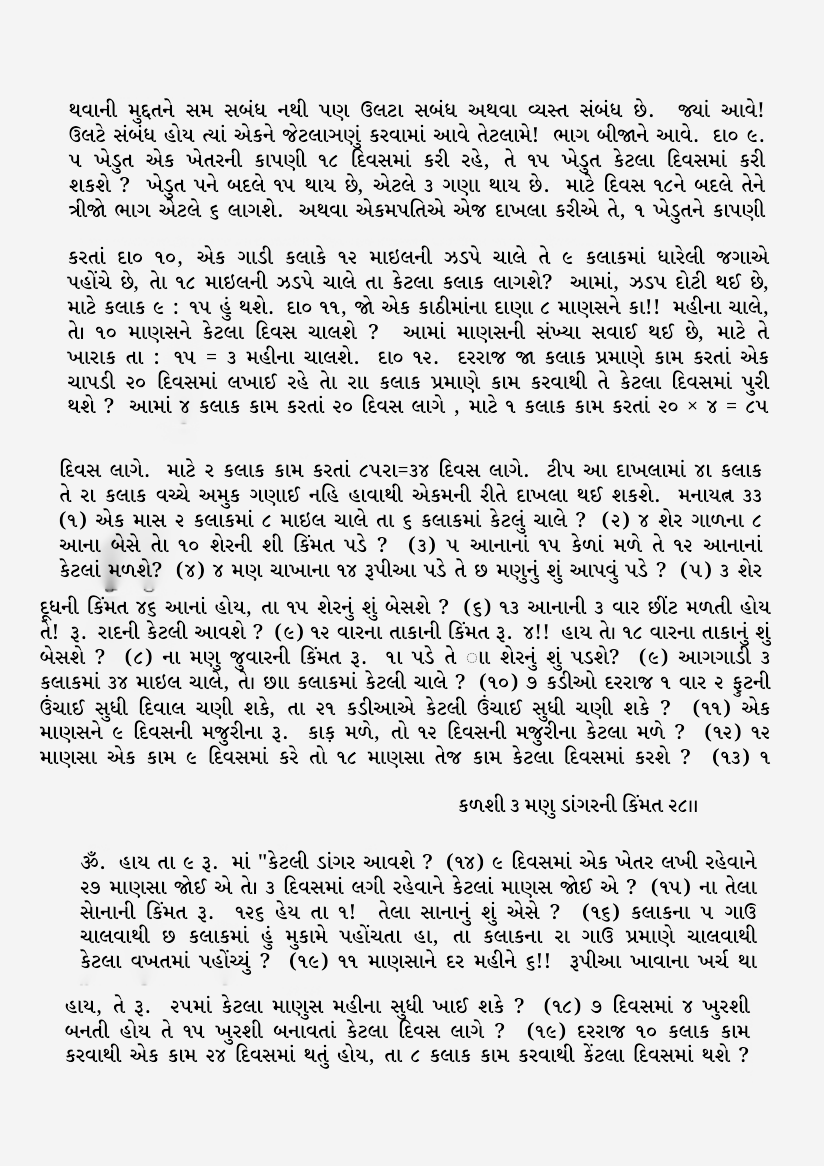 થવાની મુદ્દતને સમ સબંધ નથી પણ ઉલટા સબંધ અથવા વ્યસ્ત સંબંધ છે. જ્યાં આવે!
ઉલટે સંબંધ હોય ત્યાં એકને જેટલાઞણું કરવામાં આવે તેટલામે! ભાગ બીજાને આવે. દા૦ ૯.
૫ ખેડુત એક ખેતરની કાપણી ૧૮ દિવસમાં કરી રહે, તે ૧૫ ખેડુત કેટલા દિવસમાં કરી
શકશે ? ખેડુત ૫ને બદલે ૧૫ થાય છે, એટલે ૩ ગણા થાય છે. માટે દિવસ ૧૮ને બદલે તેને
ત્રીજો ભાગ એટલે ૬ લાગશે. અથવા એકમપતિએ એજ દાખલા કરીએ તે, ૧ ખેડુતને કાપણી
કરતાં દા૦ ૧૦, એક ગાડી કલાકે ૧૨ માઇલની ઝડપે ચાલે તે ૯ કલાકમાં ધારેલી જગાએ
પહોંચે છે, તેા ૧૮ માઇલની ઝડપે ચાલે તા કેટલા કલાક લાગશે? આમાં, ઝડપ દોટી થઈ છે,
માટે કલાક ૯ : ૧૫ હું થશે. દા૦ ૧૧, જો એક કાઠીમાંના દાણા ૮ માણસને કા!! મહીના ચાલે,
તેા ૧૦ માણસને કેટલા દિવસ ચાલશે ? આમાં માણસની સંખ્યા સવાઈ થઈ છે, માટે તે
ખારાક તા : ૧૫ = ૩ મહીના ચાલશે. દા૦ ૧૨. દરરાજ જા કલાક પ્રમાણે કામ કરતાં એક
ચાપડી ૨૦ દિવસમાં લખાઈ રહે તેા રાા કલાક પ્રમાણે કામ કરવાથી તે કેટલા દિવસમાં પુરી
થશે ? આમાં ૪ કલાક કામ કરતાં ૨૦ દિવસ લાગે , માટે ૧ કલાક કામ કરતાં ૨૦ × ૪ = ૮૫
દિવસ લાગે. માટે ૨ કલાક કામ કરતાં ૮૫રા=૩૪ દિવસ લાગે. ટીપ આ દાખલામાં ૪ા કલાક
તે રા કલાક વચ્ચે અમુક ગણાઈ નહિ હાવાથી એકમની રીતે દાખલા થઈ શકશે. મનાયત્ન ૩૩
(૧) એક માસ ૨ કલાકમાં ૮ માઇલ ચાલે તા ૬ કલાકમાં કેટલું ચાલે ? (૨) ૪ શેર ગાળના ૮
આના બેસે તેા ૧૦ શેરની શી કિંમત પડે ? (૩) ૫ આનાનાં ૧૫ કેળાં મળે તે ૧૨ આનાનાં
કેટલાં મળશે? (૪) ૪ મણ ચાખાના ૧૪ રૂપીઆ પડે તે છ મણુનું શું આપવું પડે ? (૫) ૩ શેર
દૂધની કિંમત ૪૬ આનાં હોય, તા ૧૫ શેરનું શું બેસશે ? (૬) ૧૩ આનાની ૩ વાર છીંટ મળતી હોય
તે! રૂ. રાદની કેટલી આવશે ? (૯) ૧૨ વારના તાકાની કિંમત રૂ. ૪!! હાય તેા ૧૮ વારના તાકાનું શું
બેસશે ? (૮) ના મણુ જુવારની કિંમત રૂ. ૧ા પડે તે ાા શેરનું શું પડશે? (૯) આગગાડી ૩
કલાકમાં ૩૪ માઇલ ચાલે, તેા છાા કલાકમાં કેટલી ચાલે ? (૧૦) ૭ કડીઓ દરરાજ ૧ વાર ૨ ફુટની
ઉંચાઈ સુધી દિવાલ ચણી શકે, તા ૨૧ કડીઆએ કેટલી ઉંચાઈ સુધી ચણી શકે ? (૧૧) એક
માણસને ૯ દિવસની મજુરીના રૂ. કાક઼ મળે, તો ૧૨ દિવસની મજુરીના કેટલા મળે ? (૧૨) ૧૨
માણસા એક કામ ૯ દિવસમાં કરે તો ૧૮ માણસા તેજ કામ કેટલા દિવસમાં કરશે ? (૧૩) ૧
કળશી ૩ મણુ ડાંગરની કિંમત ૨૮ાા
ૐ. હાય તા ૯ રૂ. માં "કેટલી ડાંગર આવશે ? (૧૪) ૯ દિવસમાં એક ખેતર લખી રહેવાને
૨૭ માણસા જોઈ એ તેા ૩ દિવસમાં લગી રહેવાને કેટલાં માણસ જોઈ એ ? (૧૫) ના તેલા
સેાનાની કિંમત રૂ. ૧૨૬ હેય તા ૧! તેલા સાનાનું શું એસે ? (૧૬) કલાકના ૫ ગાઉ
ચાલવાથી છ કલાકમાં હું મુકામે પહોંચતા હા, તા કલાકના રા ગાઉ પ્રમાણે ચાલવાથી
કેટલા વખતમાં પહોંચ્યું ? (૧૯) ૧૧ માણસાને દર મહીને ૬!! રૂપીઆ ખાવાના ખર્ચ થા
હાય, તે રૂ. ૨૫માં કેટલા માણુસ મહીના સુધી ખાઈ શકે ? (૧૮) ૭ દિવસમાં ૪ ખુરશી
બનતી હોય તે ૧૫ ખુરશી બનાવતાં કેટલા દિવસ લાગે ? (૧૯) દરરાજ ૧૦ કલાક કામ
કરવાથી એક કામ ૨૪ દિવસમાં થતું હોય, તા ૮ કલાક કામ કરવાથી કેંટલા દિવસમાં થશે ?